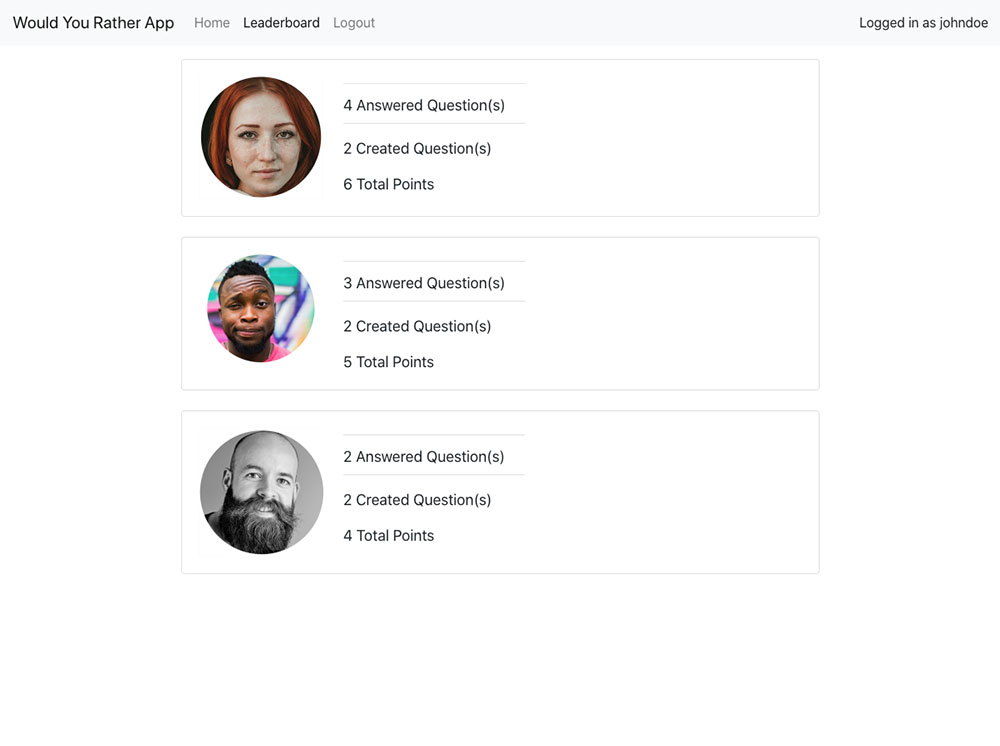 Would You Rather App Home Leaderboard Logout Logged in as johndoe
4 Answered Question(s)
2 Created Question(s)
6 Total Points
3 Answered Question(s)
2 Created Question(s)
5 Total Points
2 Answered Question(s)
2 Created Question(s)
4 Total Points